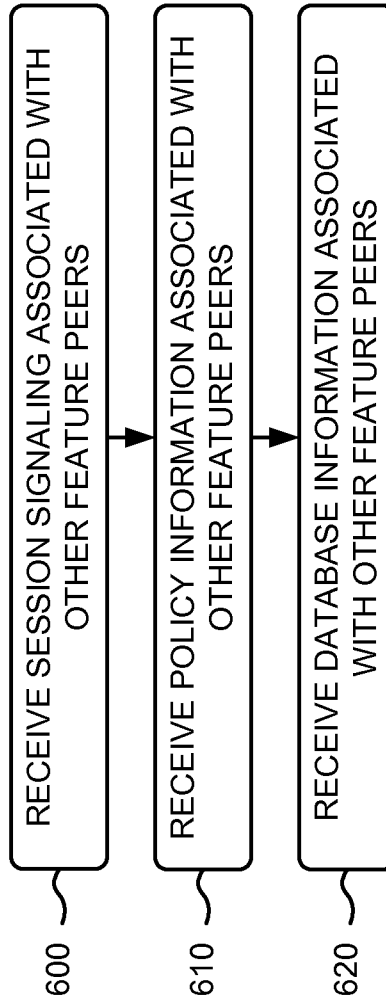 600
RECEIVE SESSION SIGNALING ASSOCIATED WITH
OTHER FEATURE PEERS
610
RECEIVE POLICY INFORMATION ASSOCIATED WITH
OTHER FEATURE PEERS
620
RECEIVE DATABASE INFORMATION ASSOCIATED
WITH OTHER FEATURE PEERS